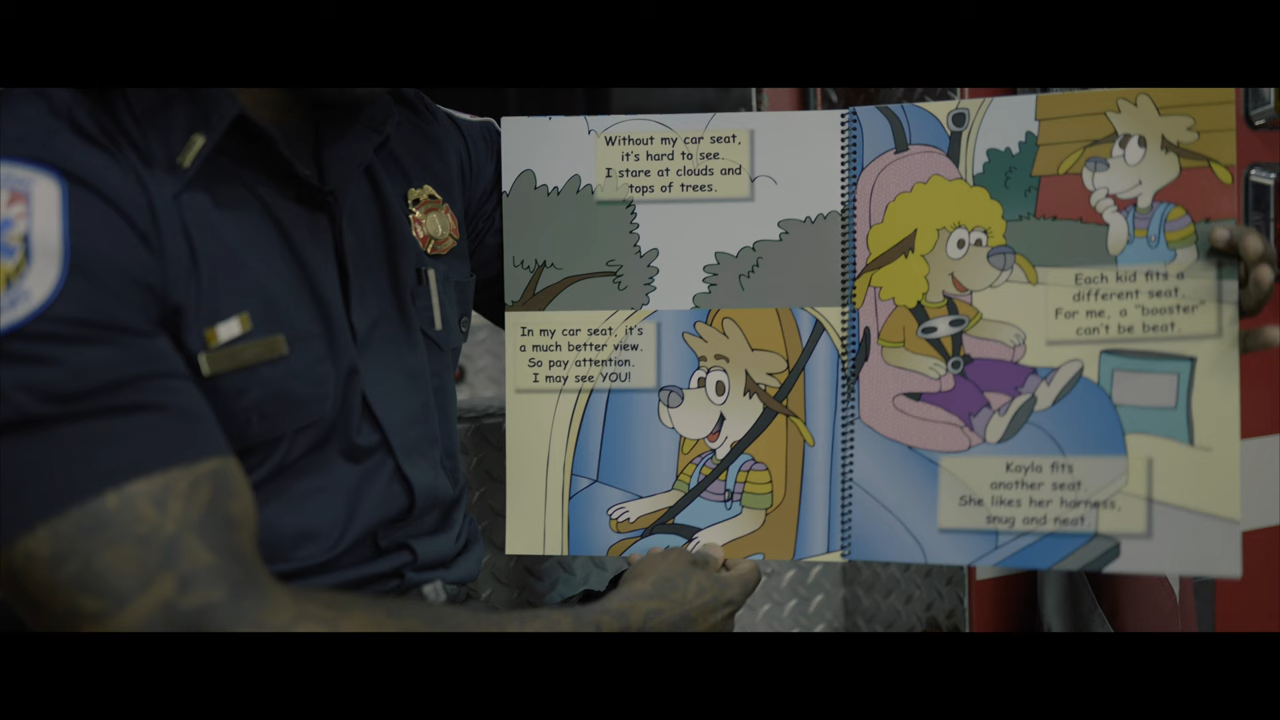 Without my car seat,
it's hard to see.
I stare at clouds and
tops of trees.
In my car seat, it's
a much better view.
So pay attention.
I may see YOU!
Each kid fits a
different seat.
For me, a "booster"
can't be beat.
Kayla fits
another seat.
She likes her harness,
snug and neat.